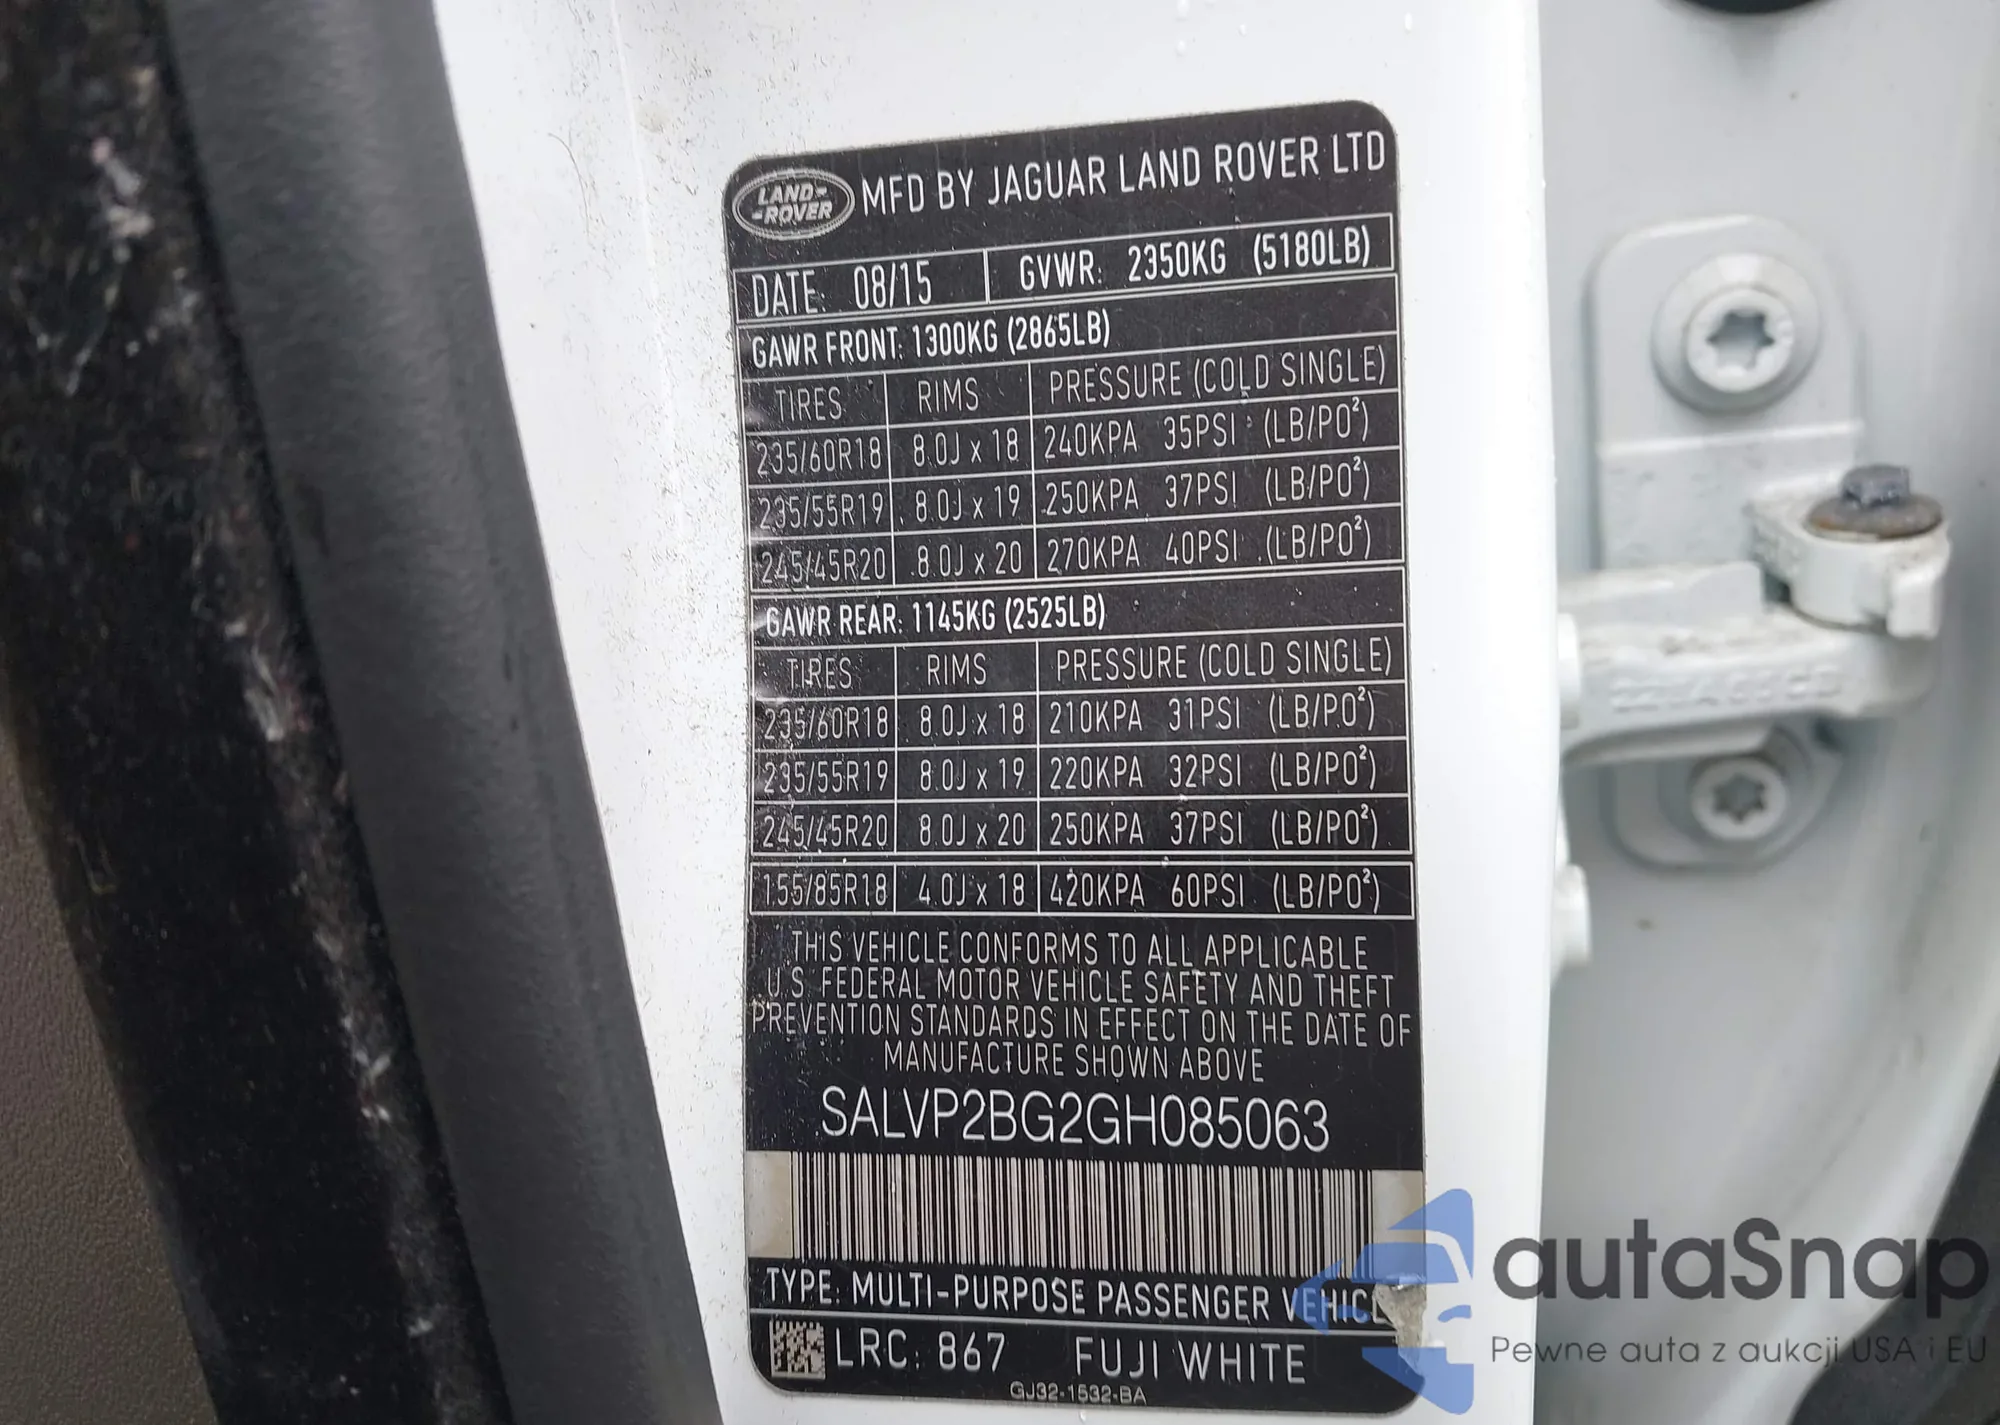 LAND-
-ROVER
MFD BY JAGUAR LAND ROVER LTD
DATE: 08/15 GVWR: 2350KG (5180LB)
GAWR FRONT: 1300KG (2865LB)
TIRES RIMS PRESSURE (COLD SINGLE)
235/60R18 8.0J x 18 240KPA 35PSI (LB/PO²)
235/55R19 8.0J x 19 250KPA 37PSI (LB/PO²)
245/45R20 8.0J x 20 270KPA 40PSI (LB/PO²)
GAWR REAR: 1145KG (2525LB)
TIRES RIMS PRESSURE (COLD SINGLE)
235/60R18 8.0J x 18 210KPA 31PSI (LB/PO²)
235/55R19 8.0J x 19 220KPA 32PSI (LB/PO²)
245/45R20 8.0J x 20 250KPA 37PSI (LB/PO²)
155/85R18 4.0J x 18 420KPA 60PSI (LB/PO²)
THIS VEHICLE CONFORMS TO ALL APPLICABLE
U.S. FEDERAL MOTOR VEHICLE SAFETY AND THEFT
PREVENTION STANDARDS IN EFFECT ON THE DATE OF
MANUFACTURE SHOWN ABOVE
SALVP2BG2GH085063
TYPE: MULTI-PURPOSE PASSENGER VEHICL
LRC: 867 FUJI WHITE
GJ32-1532-BA
autaSnap
Pewne auta z aukcji USA i EU